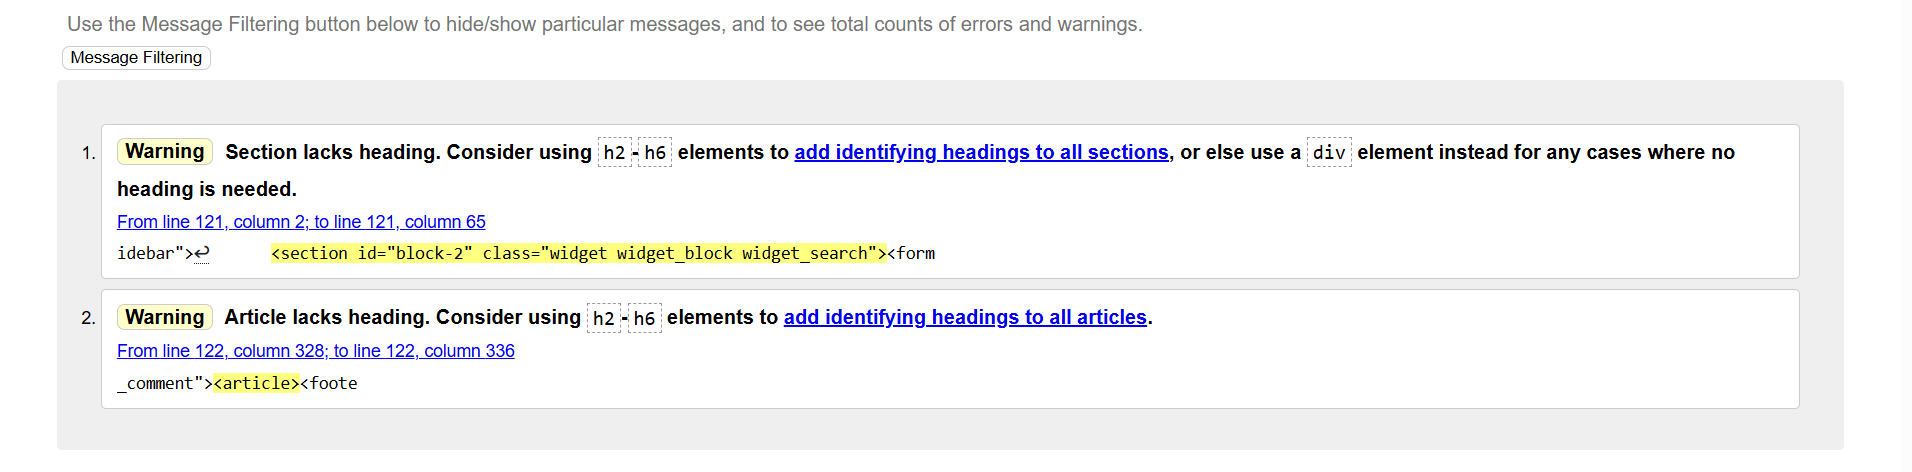 Use the Message Filtering button below to hide/show particular messages, and to see total counts of errors and warnings.
Message Filtering
1. Warning Section lacks heading. Consider using h2-h6 elements to add identifying headings to all sections, or else use a div element instead for any cases where no
heading is needed.
From line 121, column 2; to line 121, column 65
idebar">↩ <section id="block-2" class="widget widget_block widget_search"><form
2. Warning Article lacks heading. Consider using h2-h6 elements to add identifying headings to all articles.
From line 122, column 328; to line 122, column 336
_comment"><article><foote